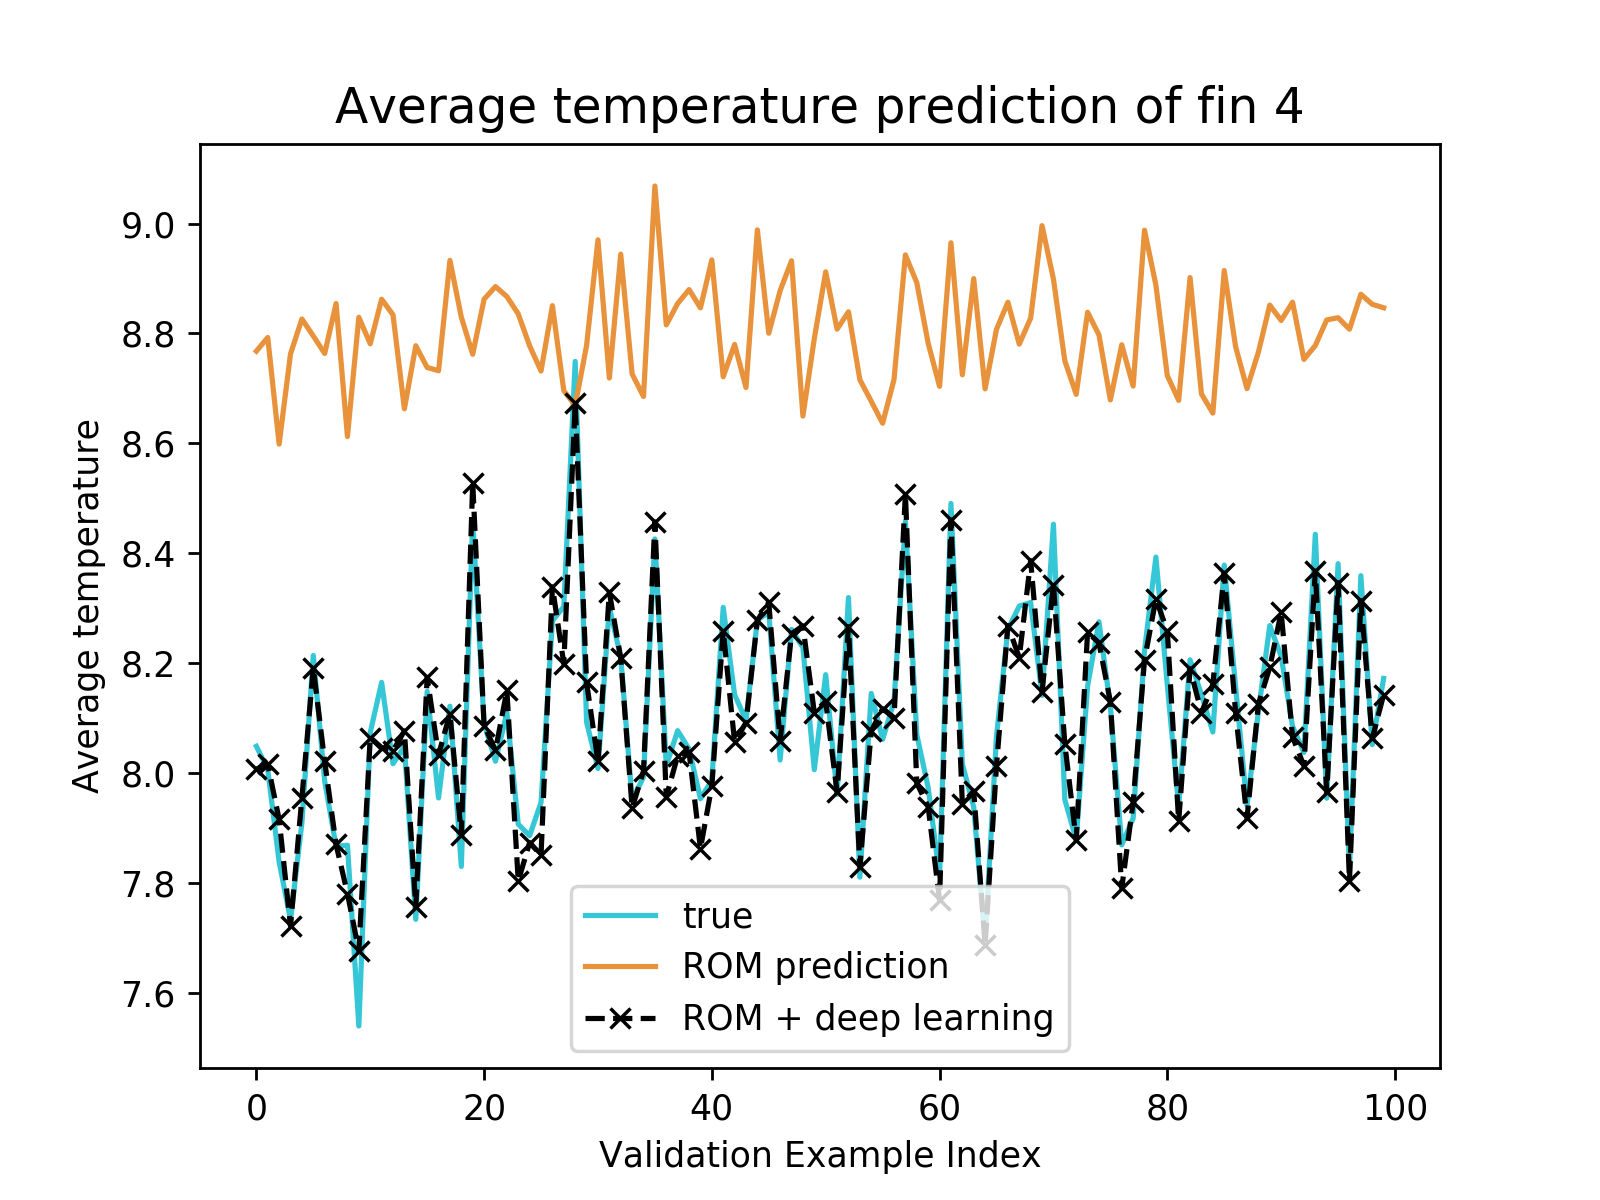 Average temperature prediction of fin 4
Average temperature
9.0
8.8
8.6
8.4
8.2
8.0
7.8
7.6
true
ROM prediction
ROM + deep learning
0 20 40 60 80 100
Validation Example Index